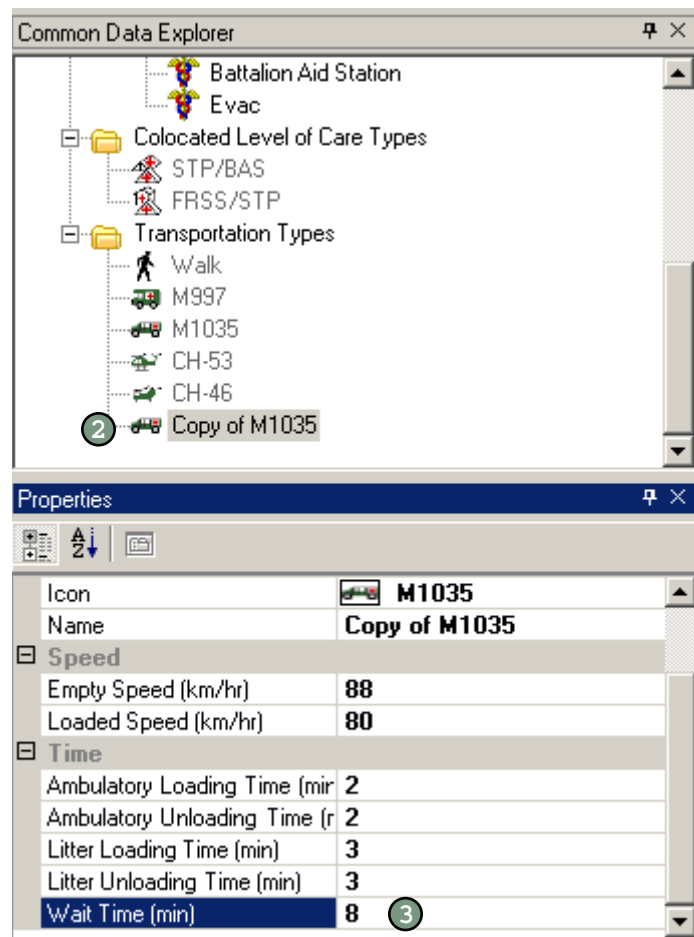 Common Data Explorer
Battalion Aid Station
Evac
Colocated Level of Care Types
STP/BAS
FRSS/STP
Transportation Types
Walk
M997
M1035
CH-53
CH-46
2 Copy of M1035
Properties
Icon M1035
Name Copy of M1035
Speed
Empty Speed (km/hr) 88
Loaded Speed (km/hr) 80
Time
Ambulatory Loading Time (mir 2
Ambulatory Unloading Time (r 2
Litter Loading Time (min) 3
Litter Unloading Time (min) 3
Wait Time (min) 8 3